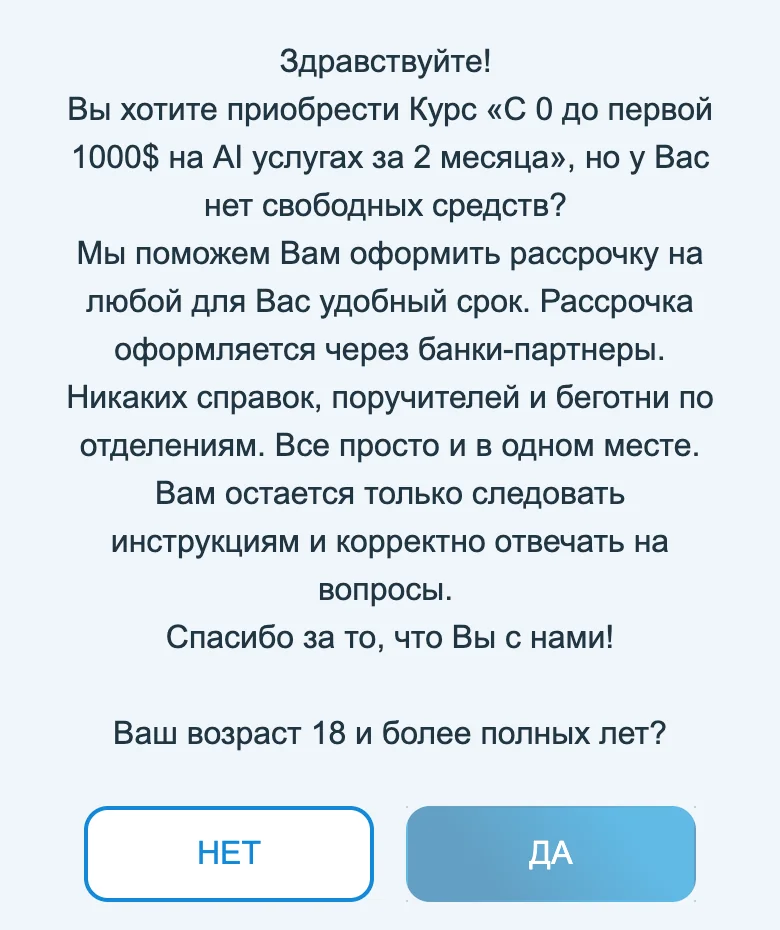 Здравствуйте!
Вы хотите приобрести Курс «С 0 до первой
1000$ на AI услугах за 2 месяца», но у Вас
нет свободных средств?
Мы поможем Вам оформить рассрочку на
любой для Вас удобный срок. Рассрочка
оформляется через банки-партнеры.
Никаких справок, поручителей и беготни по
отделениям. Все просто и в одном месте.
Вам остается только следовать
инструкциям и корректно отвечать на
вопросы.
Спасибо за то, что Вы с нами!
Ваш возраст 18 и более полных лет?
НЕТ
ДА